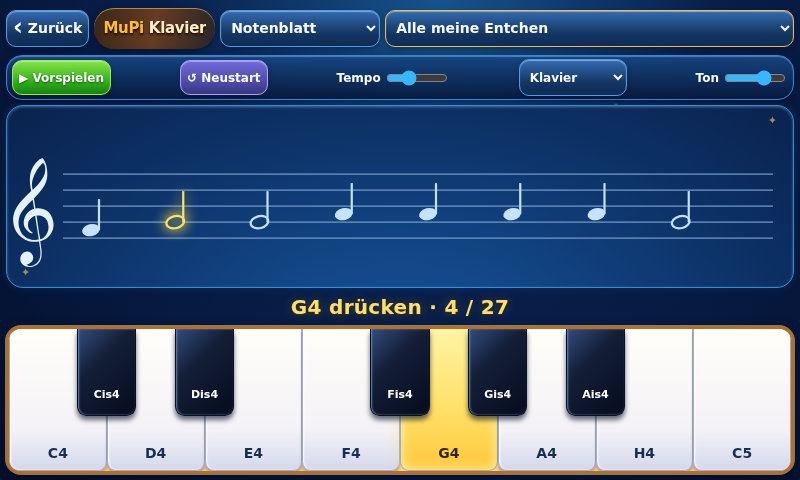 ‹ Zurück
MuPi Klavier
Notenblatt
Alle meine Entchen
▶ Vorspielen
↺ Neustart
Tempo
Klavier
Ton
G4 drücken · 4 / 27
Cis4 Dis4 Fis4 Gis4 Ais4
C4 D4 E4 F4 G4 A4 H4 C5